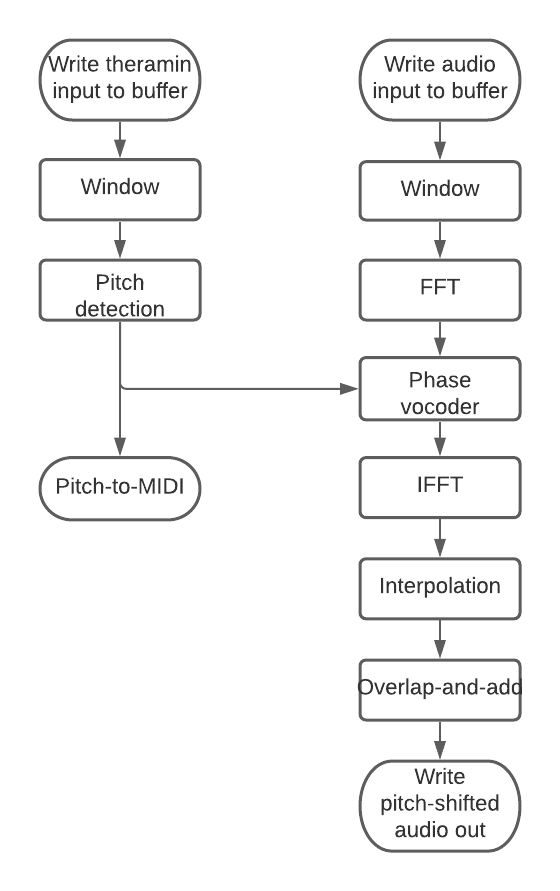 Write theramin
input to buffer
Window
Pitch
detection
Pitch-to-MIDI
Write audio
input to buffer
Window
FFT
Phase
vocoder
IFFT
Interpolation
Overlap-and-add
Write
pitch-shifted
audio out